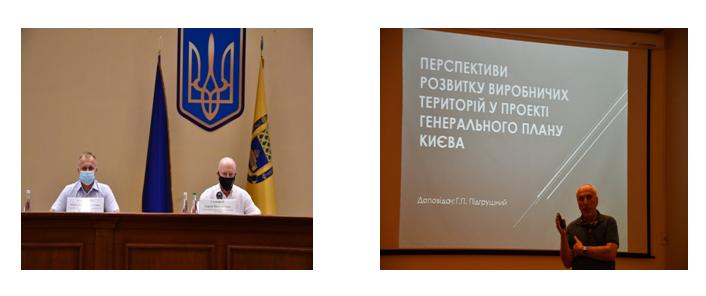 ПЕРСПЕКТИВИ
РОЗВИТКУ ВИРОБНИЧИХ
ТЕРИТОРІЙ У ПРОЕКТІ
ГЕНЕРАЛЬНОГО ПЛАНУ
КИЄВА
Доповідач: Г.П. Підгрушний